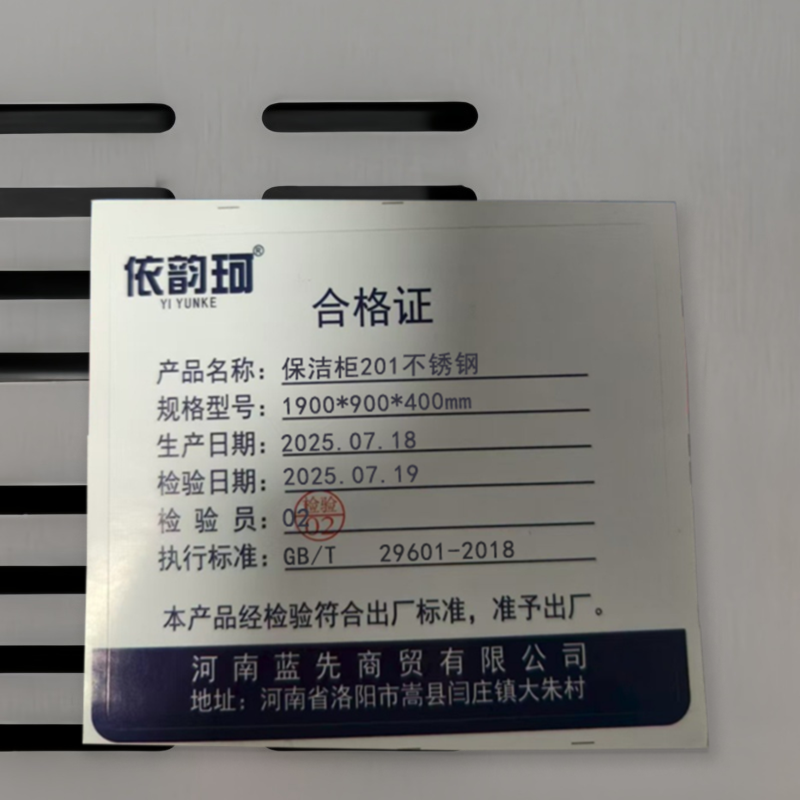 依韵珂®
YI YUNKE
合格证
产品名称：保洁柜201不锈钢
规格型号：1900*900*400mm
生产日期：2025.07.18
检验日期：2025.07.19
检验员：02
检验
02
执行标准：GB/T 29601-2018
本产品经检验符合出厂标准，准予出厂。
河南蓝先商贸有限公司
地址：河南省洛阳市嵩县闫庄镇大朱村